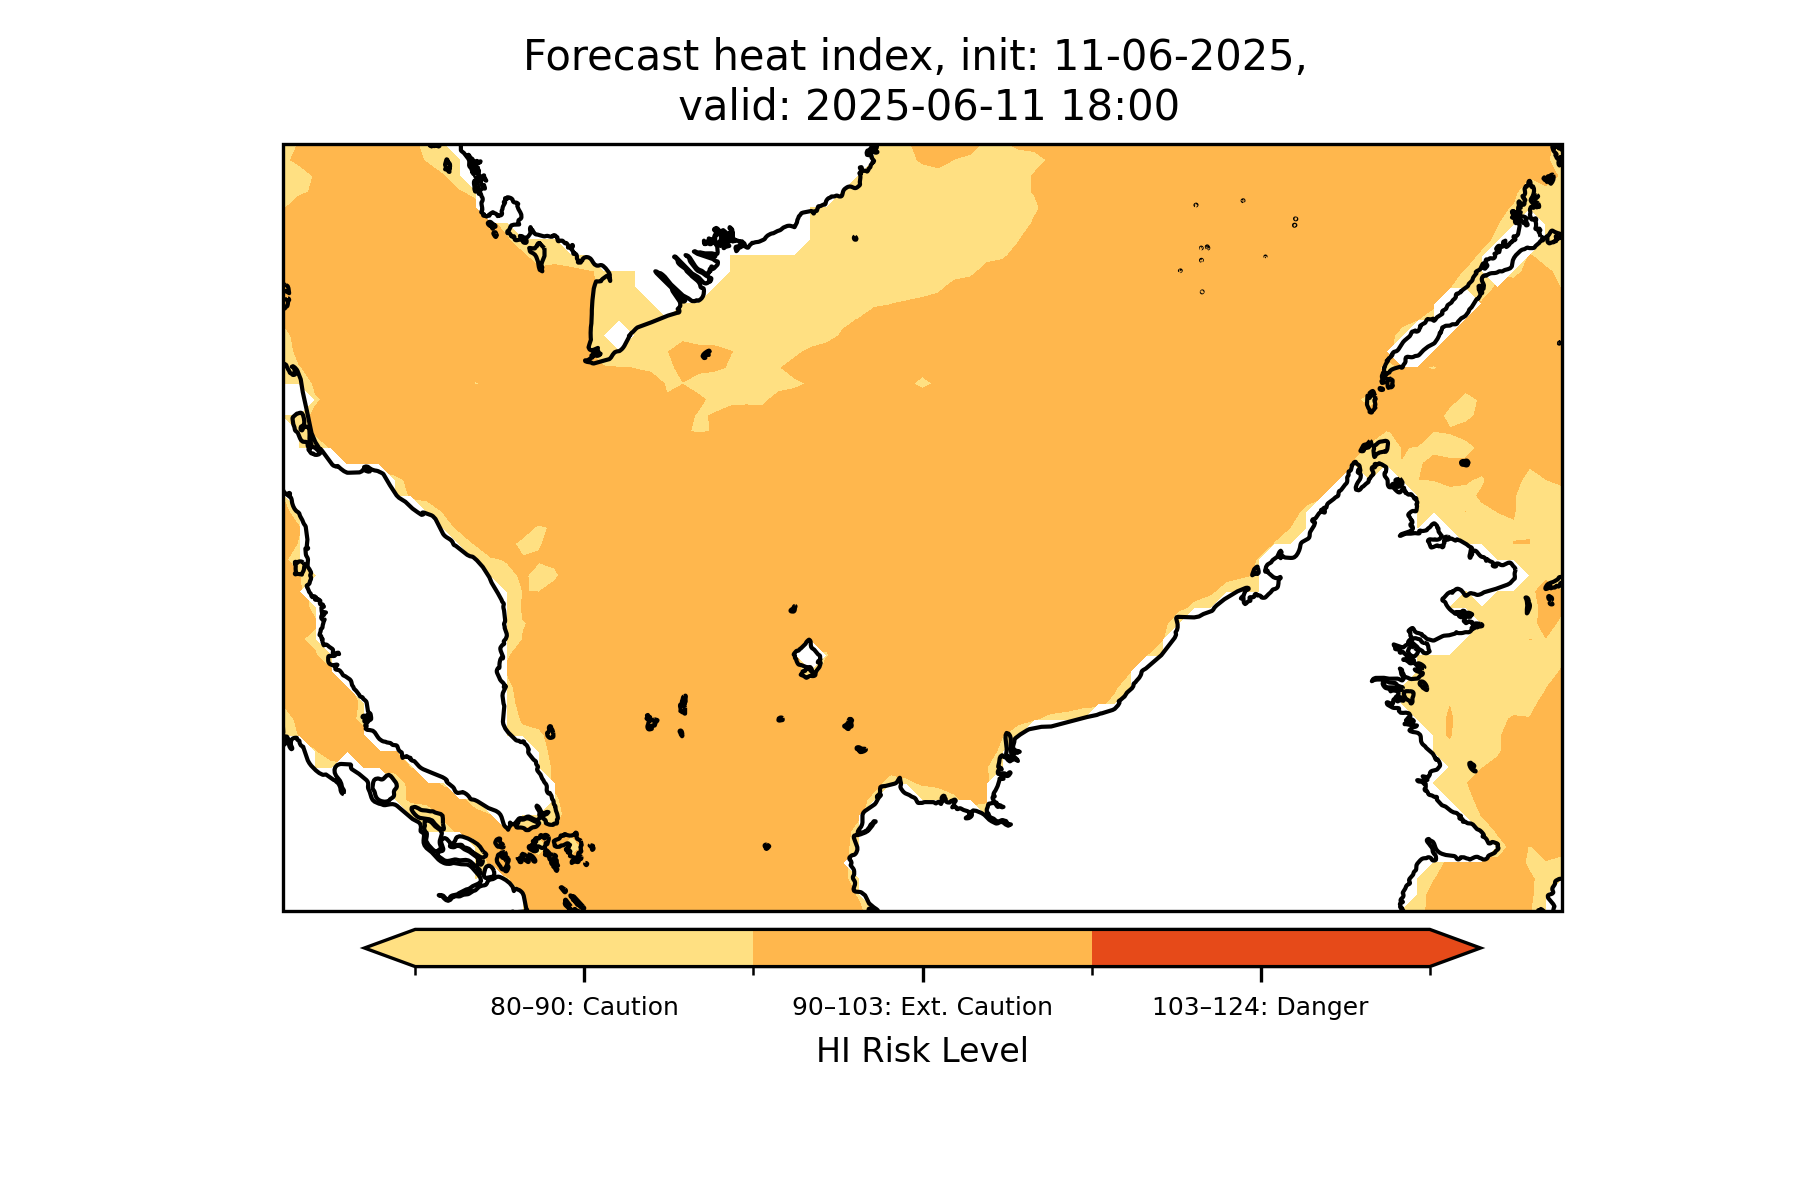 Forecast heat index, init: 11-06-2025,
valid: 2025-06-11 18:00
80–90: Caution
90–103: Ext. Caution
103–124: Danger
HI Risk Level